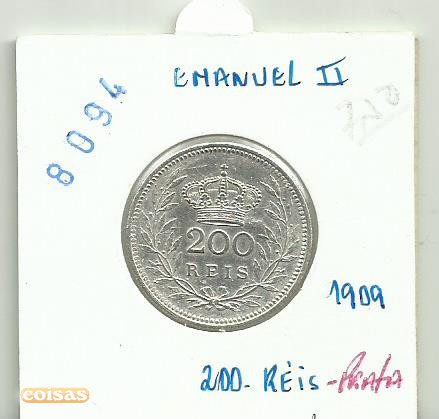 EMANUEL II
8094
200
REIS
1909
200-RÉIS-PRATA
coisas